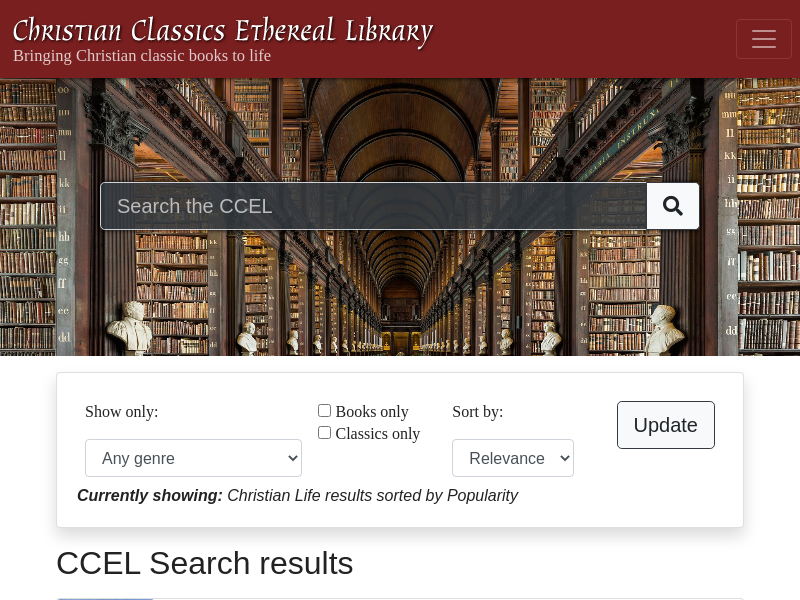 Christian Classics Ethereal Library
Bringing Christian classic books to life
Search the CCEL
Show only:
Books only
Classics only
Sort by:
Update
Any genre
Relevance
Currently showing: Christian Life results sorted by Popularity
CCEL Search results